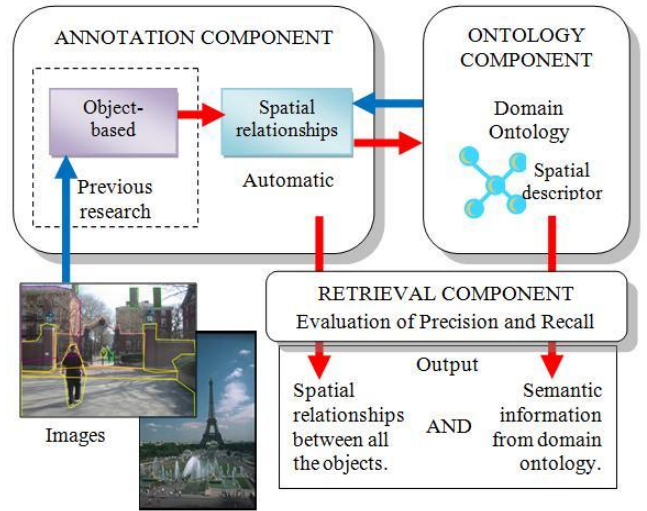 ANNOTATION COMPONENT
Object-
based
Previous
research
Spatial
relationships
Automatic
ONTOLOGY
COMPONENT
Domain
Ontology
Spatial
descriptor
Images
RETRIEVAL COMPONENT
Evaluation of Precision and Recall
Output
Spatial
relationships
between all
the objects.
AND
Semantic
information
from domain
ontology.